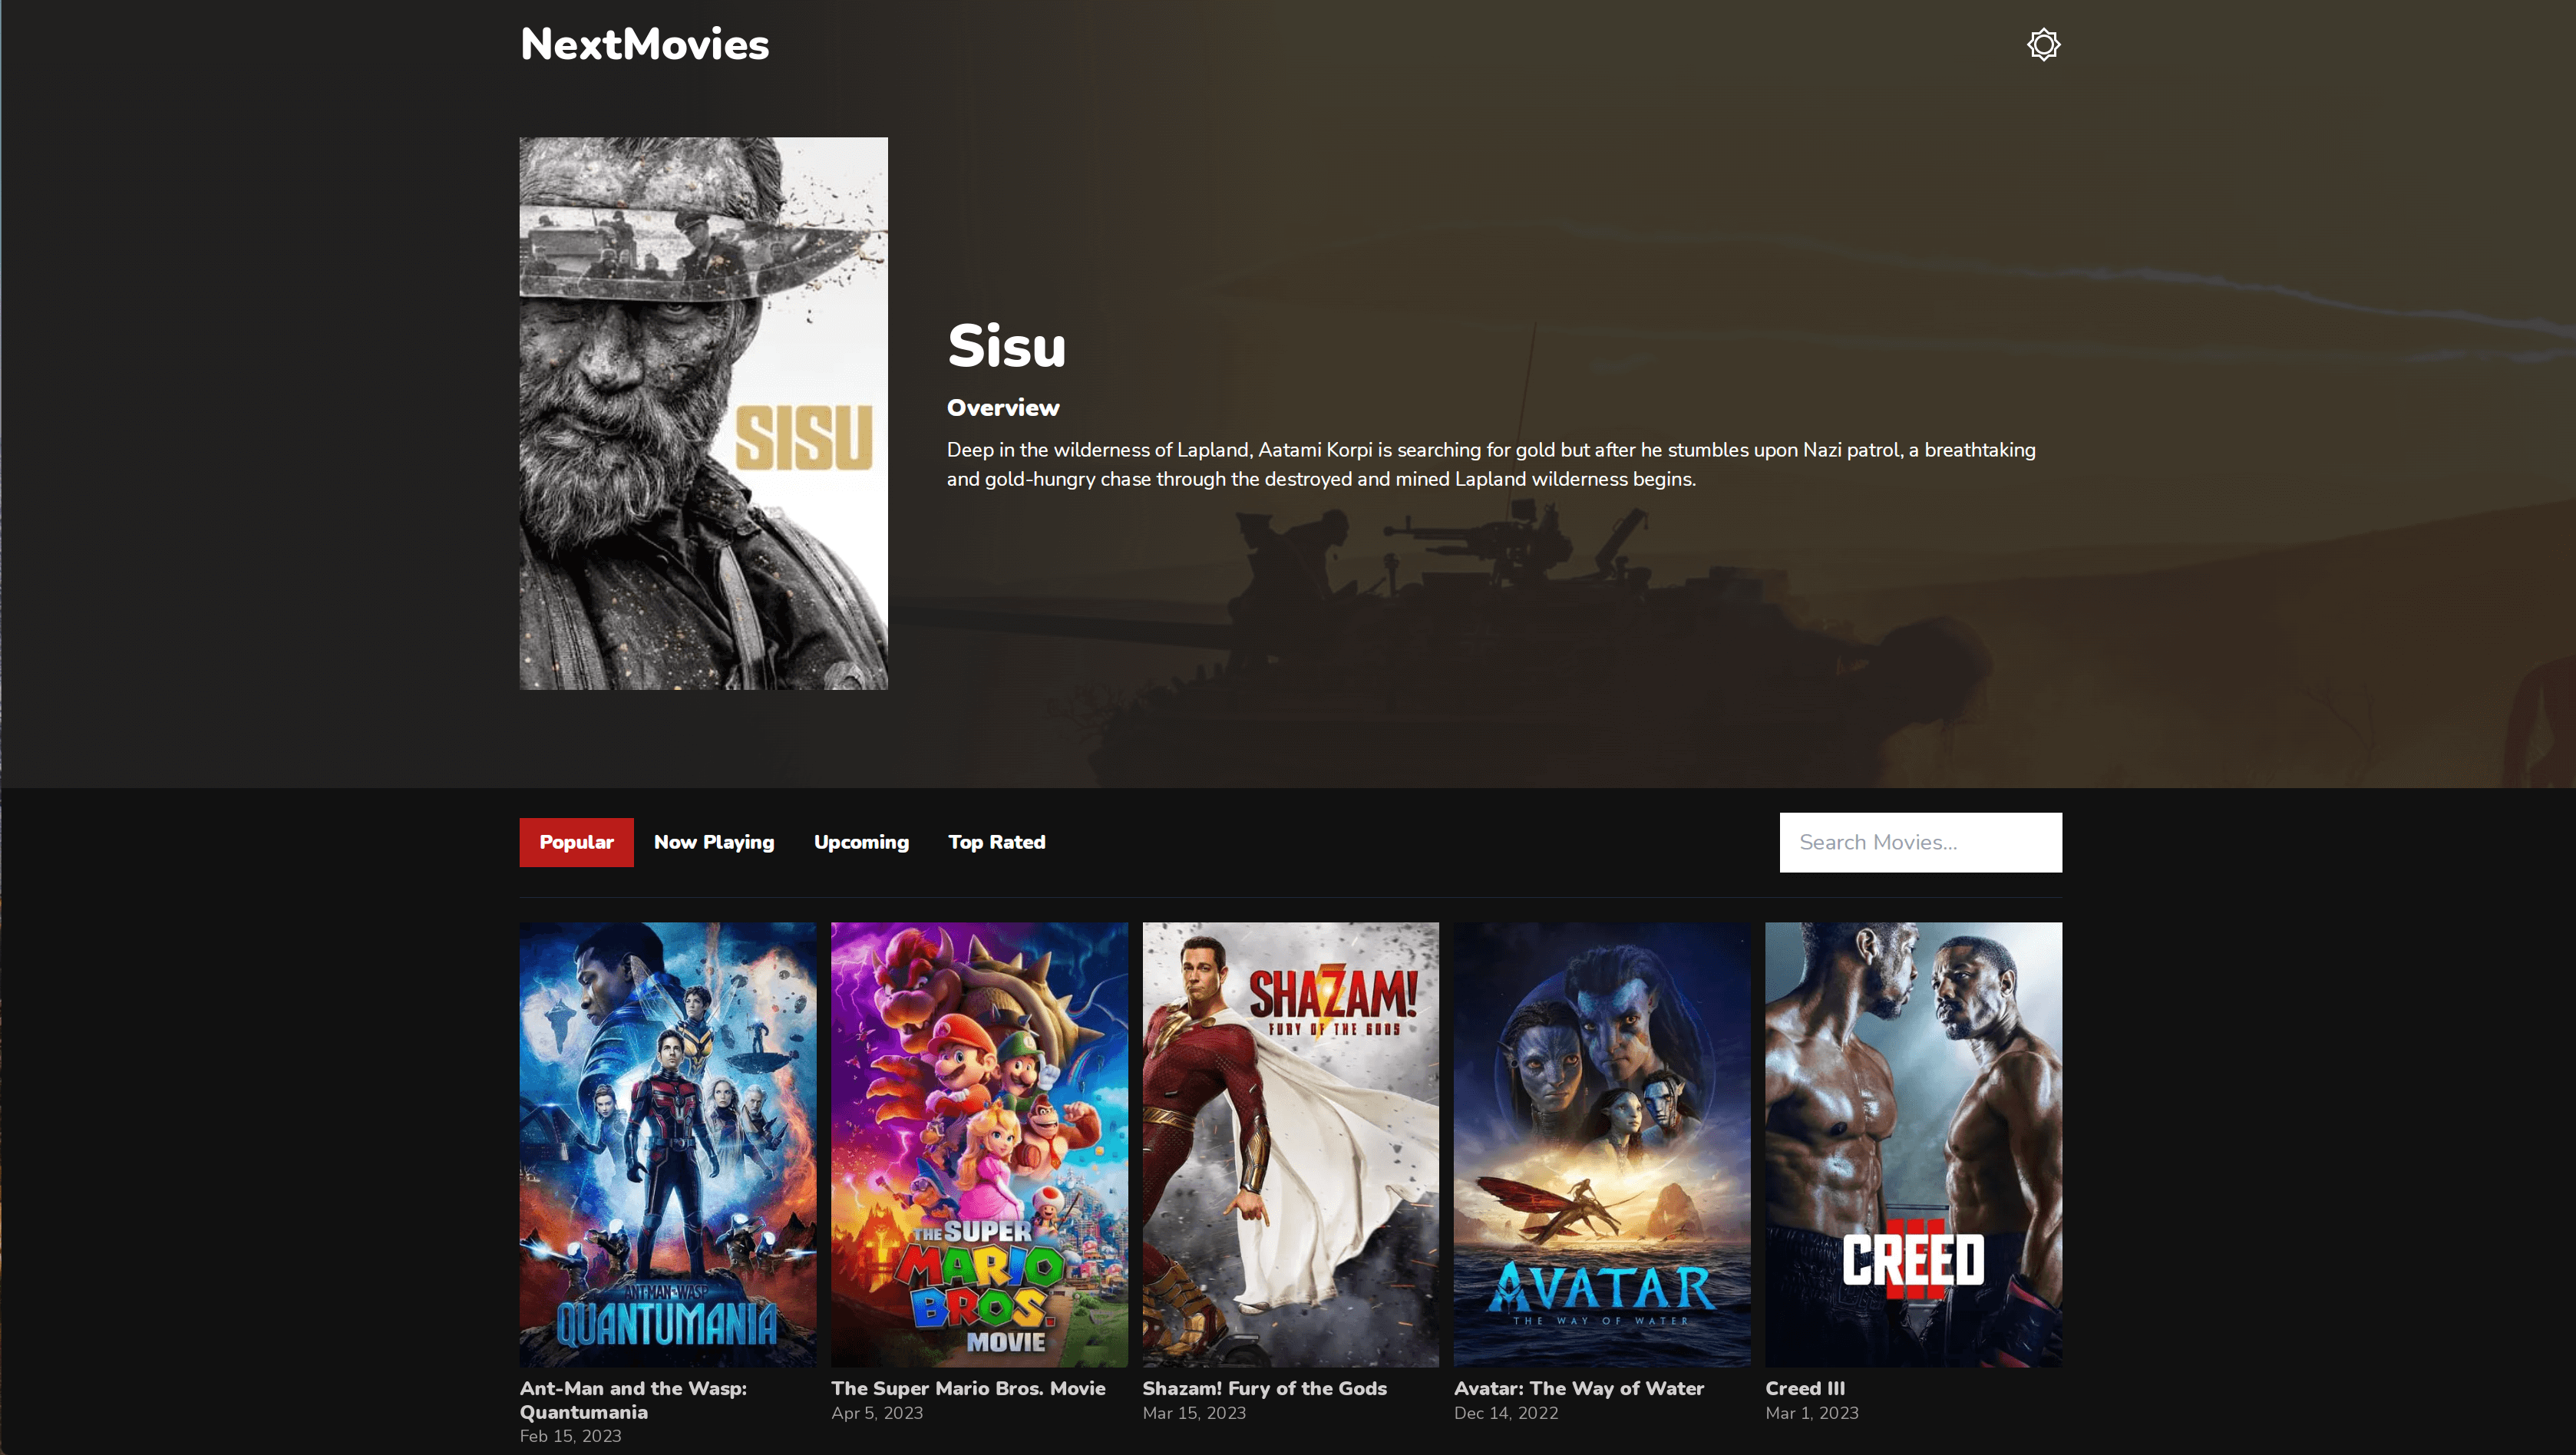 NextMovies
SISU
Sisu
Overview
Deep in the wilderness of Lapland, Aatami Korpi is searching for gold but after he stumbles upon Nazi patrol, a breathtaking
and gold-hungry chase through the destroyed and mined Lapland wilderness begins.
Popular
Now Playing
Upcoming
Top Rated
Search Movies...
ANT-MAN AND THE WASP
QUANTUMANIA
THE SUPER
MARIO
BROS.
MOVIE
SHAZAM!
FURY OF THE GODS
AVATAR
THE WAY OF WATER
CREED
III
Ant-Man and the Wasp:
Quantumania
Feb 15, 2023
The Super Mario Bros. Movie
Apr 5, 2023
Shazam! Fury of the Gods
Mar 15, 2023
Avatar: The Way of Water
Dec 14, 2022
Creed III
Mar 1, 2023